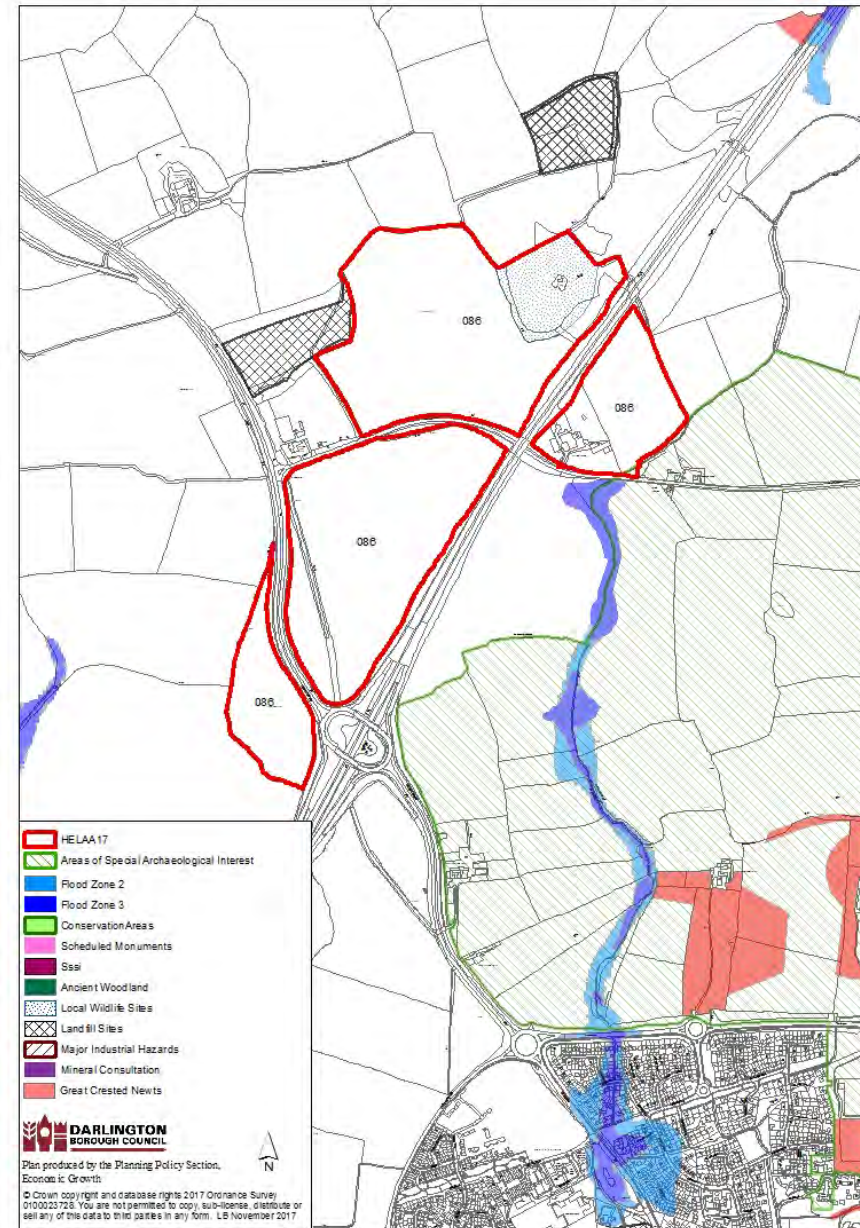 086
086
086
086
HELAA17
Areas of Special Archaeological Interest
Flood Zone 2
Flood Zone 3
Conservation Areas
Scheduled Monuments
Sssi
Ancient Woodland
Local Wildlife Sites
Landfill Sites
Major Industrial Hazards
Mineral Consultation
Great Crested Newts
DARLINGTON
BOROUGH COUNCIL
N
Plan produced by the Planning Policy Section,
Economic Growth
© Crown copyright and database rights 2017 Ordnance Survey
0100023728. You are not permitted to copy, sub-license, distribute or
sell any of this data to third parties in any form. LB November 2017